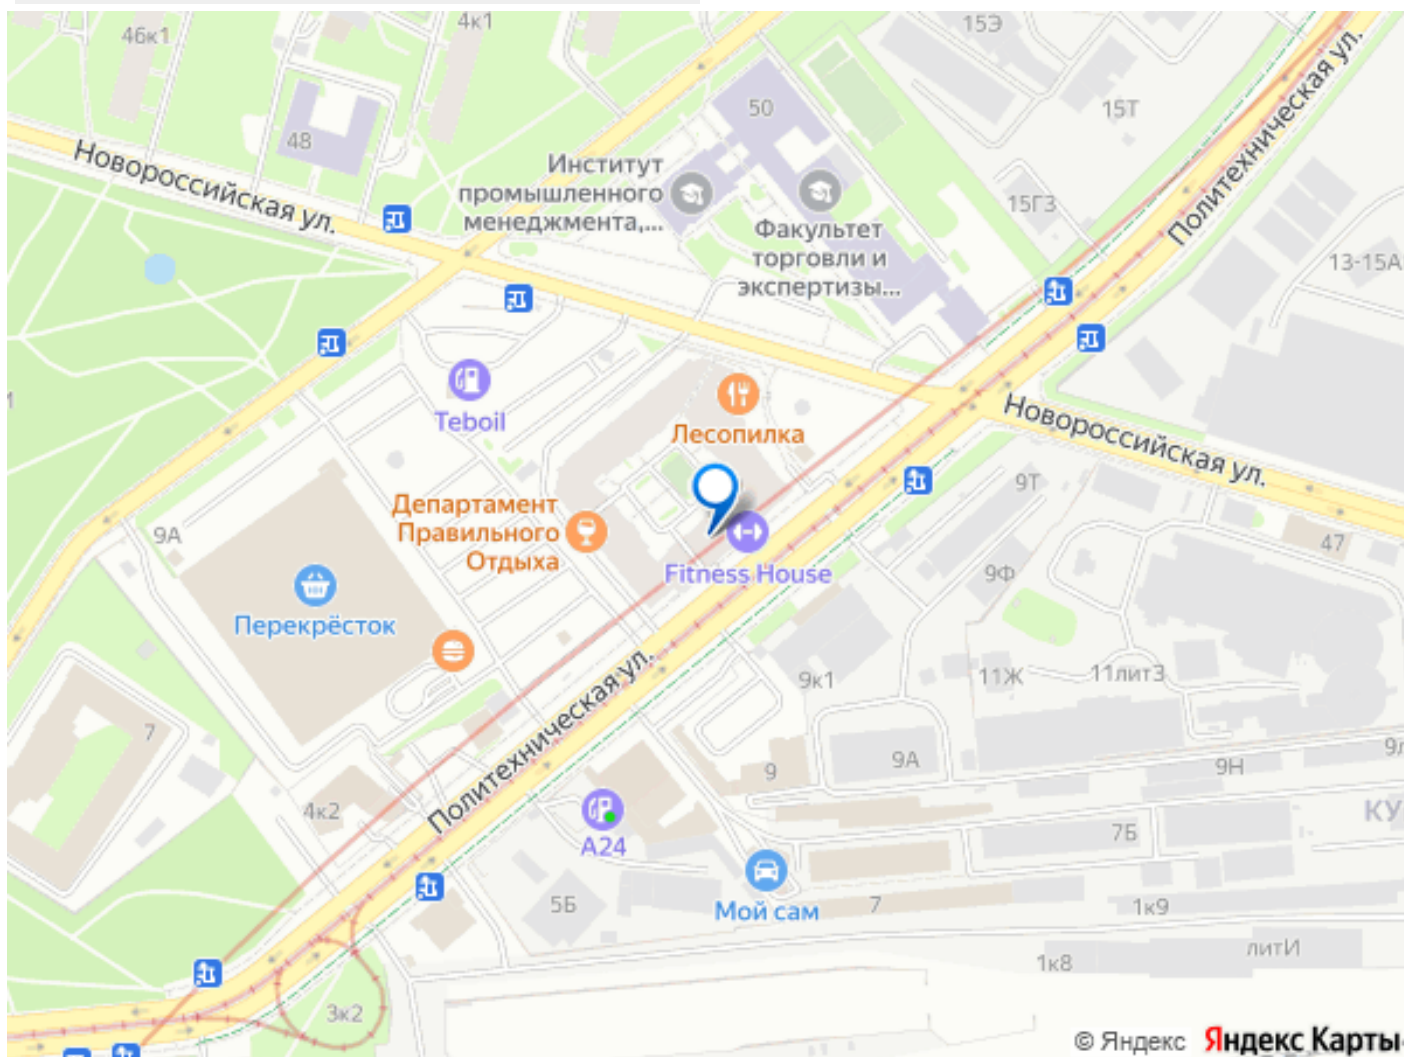 46к1
4к1
15Э
Политехническая ул.
50
15Т
48
Новороссийская ул.
Институт
промышленного
менеджмента,...
15ГЗ
Факультет
торговли и
экспертизы...
13-15А
Teboil
Лесопилка
Новороссийская ул.
9Т
Департамент
Правильного
Отдыха
9А
47
Fitness House
9Ф
Перекрёсток
Политехническая ул.
9к1
11Ж
11литЗ
7
9А
9
9Н
4к2
КУ
А24
7Б
5Б
Мой сам
7
1к9
литИ
1к8
3к2
© Яндекс Яндекс Карты